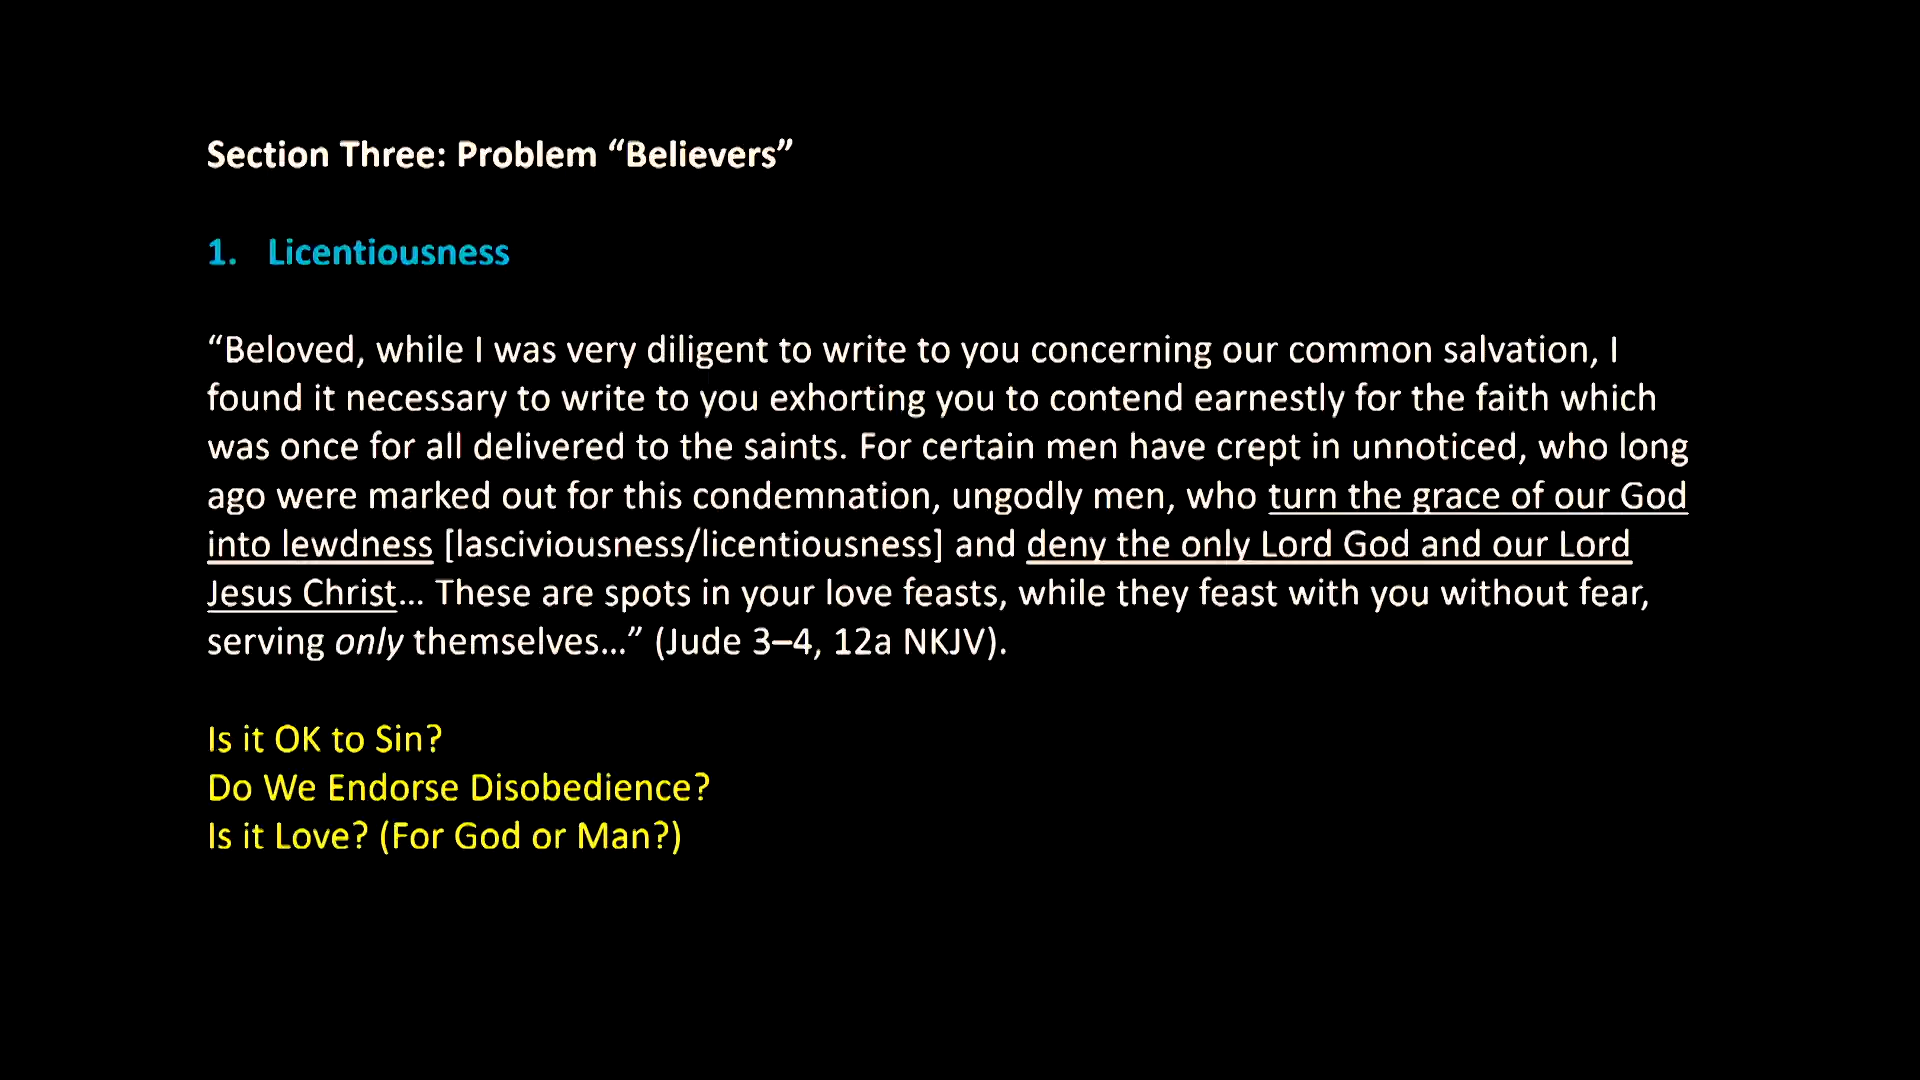 Section Three: Problem “Believers”
1. Licentiousness
“Beloved, while I was very diligent to write to you concerning our common salvation, I
found it necessary to write to you exhorting you to contend earnestly for the faith which
was once for all delivered to the saints. For certain men have crept in unnoticed, who long
ago were marked out for this condemnation, ungodly men, who turn the grace of our God
into lewdness [lasciviousness/licentiousness] and deny the only Lord God and our Lord
Jesus Christ… These are spots in your love feasts, while they feast with you without fear,
serving only themselves…” (Jude 3–4, 12a NKJV).
Is it OK to Sin?
Do We Endorse Disobedience?
Is it Love? (For God or Man?)